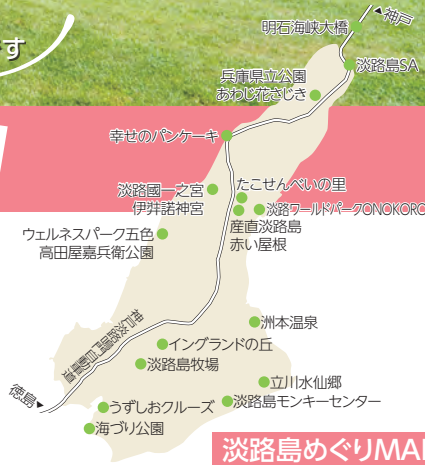 す
◀神戸
明石海峡大橋
淡路島SA
兵庫県立公園
あわじ花さじき
幸せのパンケーキ
淡路國一之宮
伊弉諾神宮
たこせんべいの里
淡路ワールドパークONOKORO
産直淡路島
赤い屋根
ウェルネスパーク五色
高田屋嘉兵衛公園
神戸淡路鳴門自動車道
洲本温泉
イングランドの丘
淡路島牧場
立川水仙郷
徳島▶
うずしおクルーズ
淡路島モンキーセンター
海づり公園
淡路島めぐりMAP